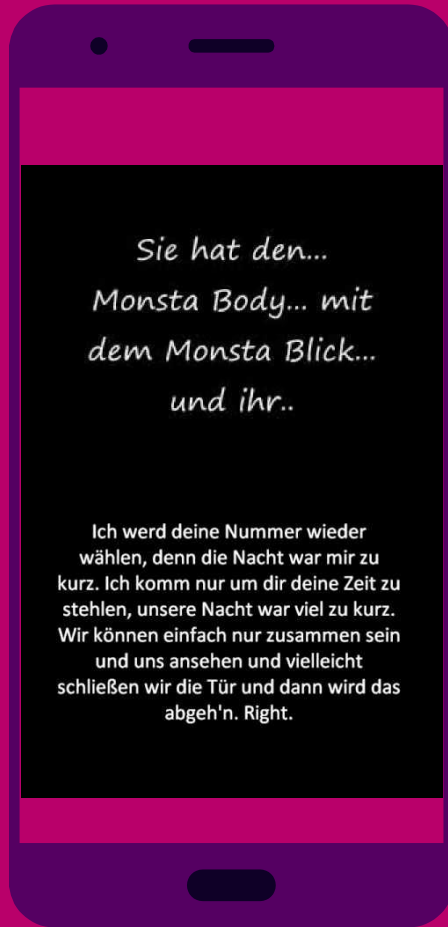 Sie hat den...
Monsta Body... mit
dem Monsta Blick...
und ihr..
Ich werd deine Nummer wieder
wählen, denn die Nacht war mir zu
kurz. Ich komm nur um dir deine Zeit zu
stehlen, unsere Nacht war viel zu kurz.
Wir können einfach nur zusammen sein
und uns ansehen und vielleicht
schließen wir die Tür und dann wird das
abgeh'n. Right.